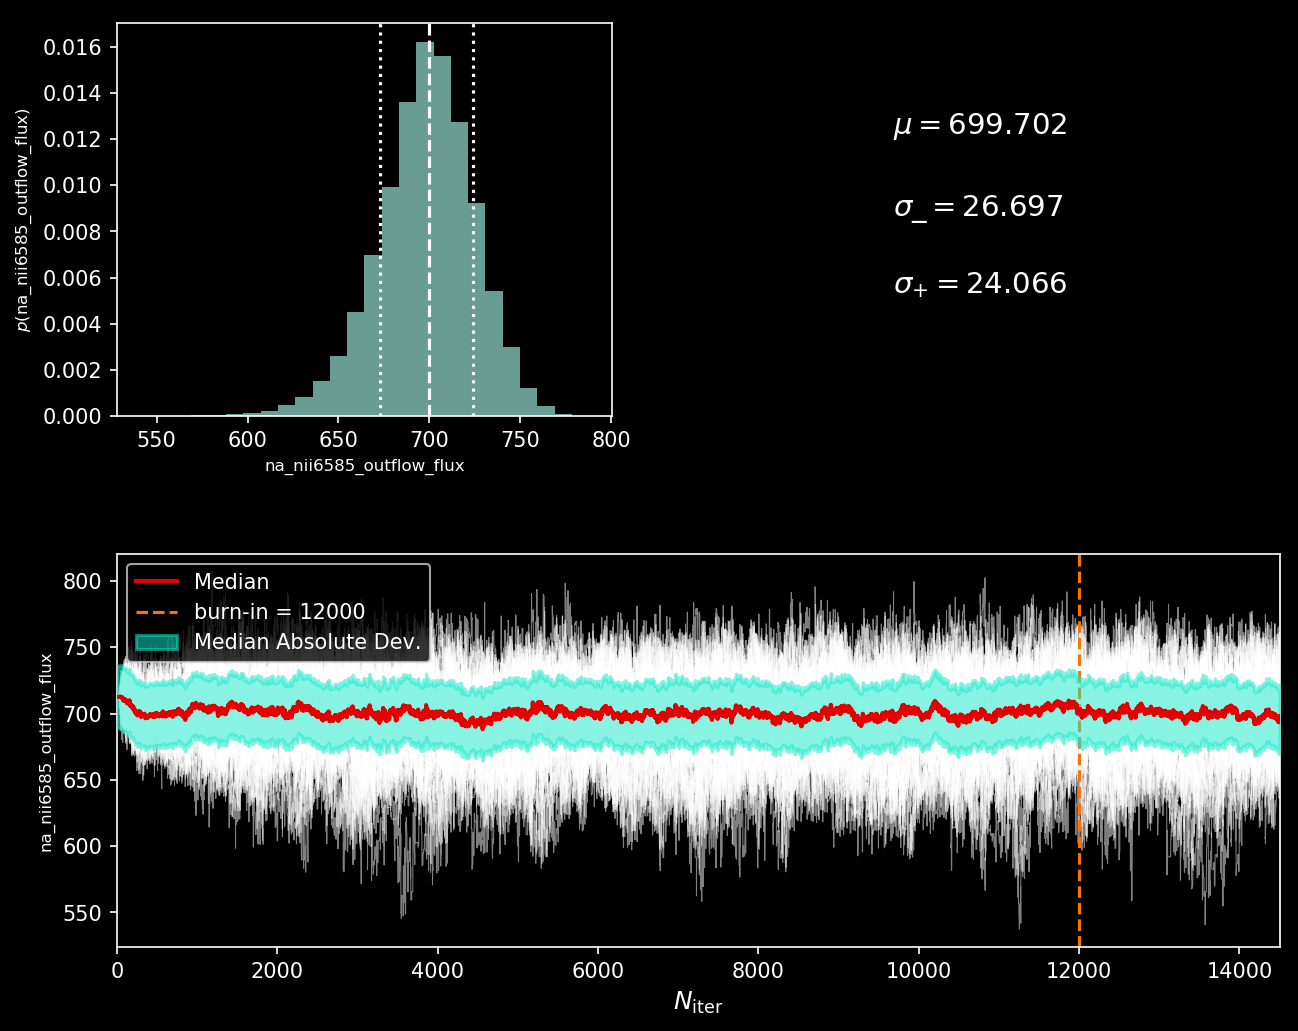 0.016
0.014
0.012
0.010
0.008
0.006
0.004
0.002
0.000
p(na_nii6585_outflow_flux)
550 600 650 700 750 800
na_nii6585_outflow_flux
μ = 699.702
σ_ = 26.697
σ+ = 24.066
800
750
700
650
600
550
na_nii6585_outflow_flux
Median
burn-in = 12000
Median Absolute Dev.
0 2000 4000 6000 8000 10000 12000 14000
Niter